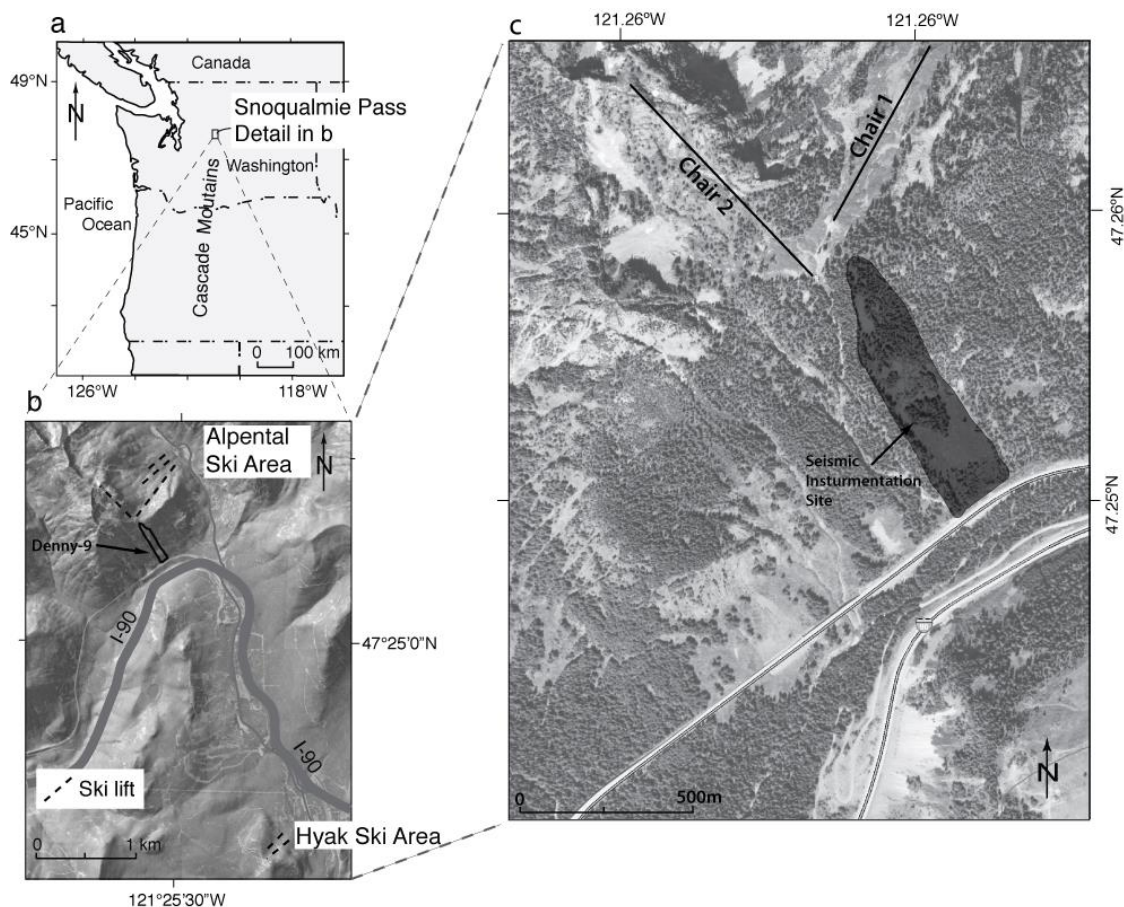 a
Canada
49°N
N
Snoqualmie Pass
Detail in b
Washington
Cascade Moutains
Pacific
Ocean
45°N
0 100 km
126°W
118°W
b
Alpental
Ski Area
N
Denny-9
I-90
47°25'0"N
I-90
Ski lift
0 1 km
Hyak Ski Area
121°25'30"W
c
121.26°W
121.26°W
Chair 1
Chair 2
47.26°N
Seismic
Insturmentation
Site
47.25°N
0 500m
N